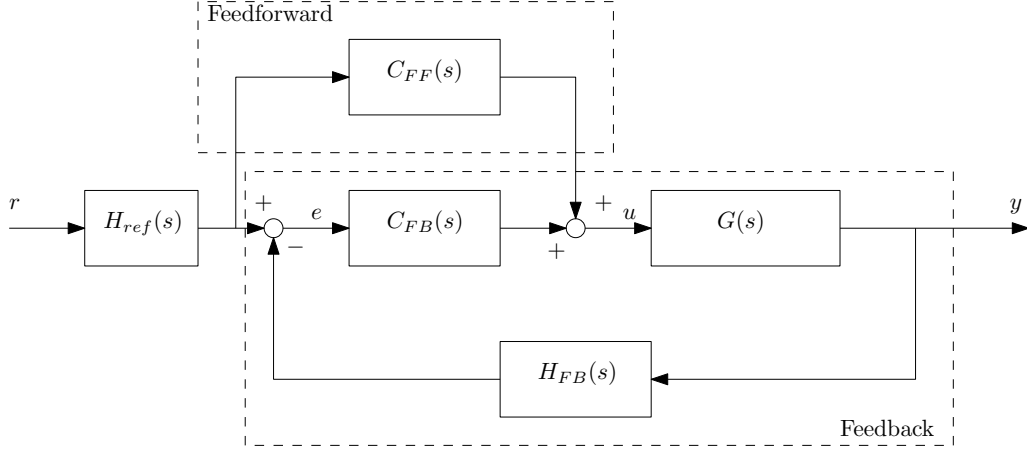 Feedforward
C_{FF}(s)
r
H_{ref}(s)
+
e
−
C_{FB}(s)
+
+
u
G(s)
y
H_{FB}(s)
Feedback